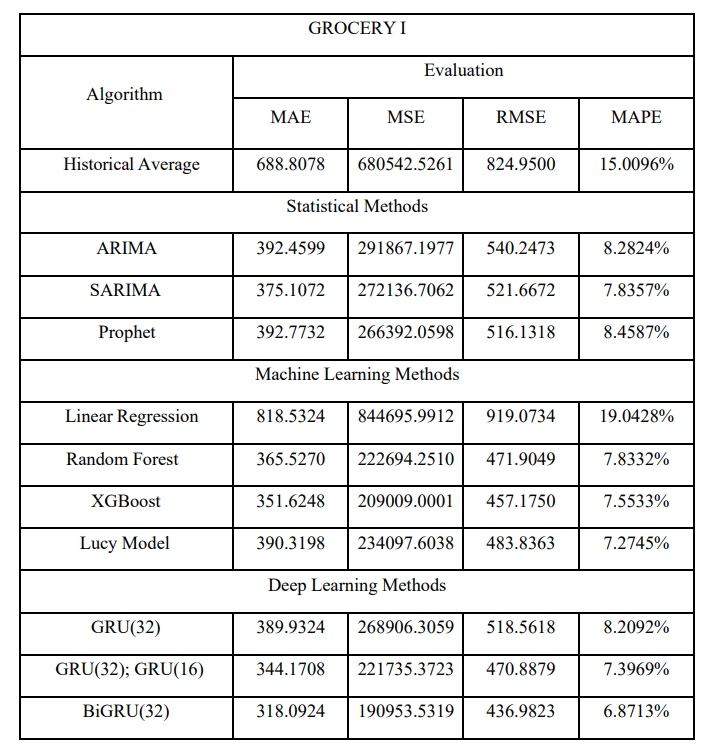 GROCERY I
Algorithm
Evaluation
MAE MSE RMSE MAPE
Historical Average 688.8078 680542.5261 824.9500 15.0096%
Statistical Methods
ARIMA 392.4599 291867.1977 540.2473 8.2824%
SARIMA 375.1072 272136.7062 521.6672 7.8357%
Prophet 392.7732 266392.0598 516.1318 8.4587%
Machine Learning Methods
Linear Regression 818.5324 844695.9912 919.0734 19.0428%
Random Forest 365.5270 222694.2510 471.9049 7.8332%
XGBoost 351.6248 209009.0001 457.1750 7.5533%
Lucy Model 390.3198 234097.6038 483.8363 7.2745%
Deep Learning Methods
GRU(32) 389.9324 268906.3059 518.5618 8.2092%
GRU(32); GRU(16) 344.1708 221735.3723 470.8879 7.3969%
BiGRU(32) 318.0924 190953.5319 436.9823 6.8713%